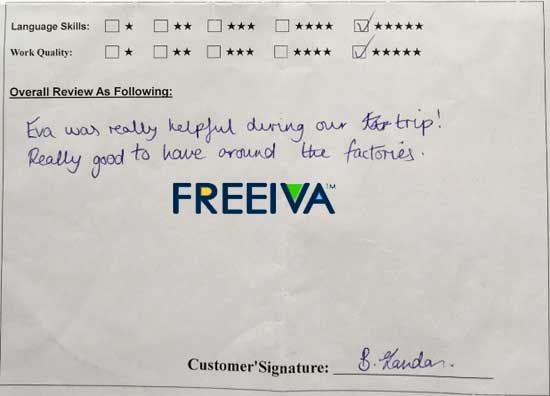 Language Skills: ☐ ★ ☐ ★★ ☐ ★★★ ☐ ★★★★ ☑ ★★★★★
Work Quality: ☐ ★ ☐ ★★ ☐ ★★★ ☐ ★★★★ ☑ ★★★★★
Overall Review As Following:
Eva was really helpful during our trip!
Really good to have around the factories.
FREEIVA™
Customer'Signature: B.